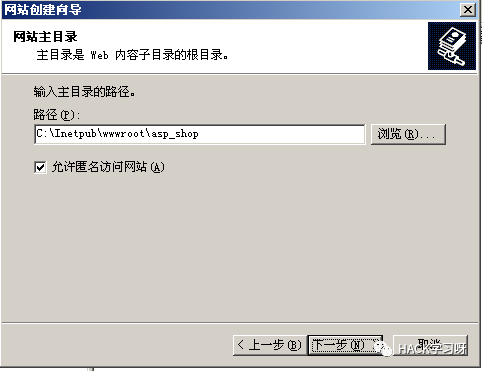 网站创建向导
网站主目录
主目录是 Web 内容子目录的根目录。
输入主目录的路径。
路径(P):
C:\Inetpub\wwwroot\asp_shop
浏览(R)...
允许匿名访问网站(A)
< 上一步(B)
下一步(N)
取消
HACK学习呀